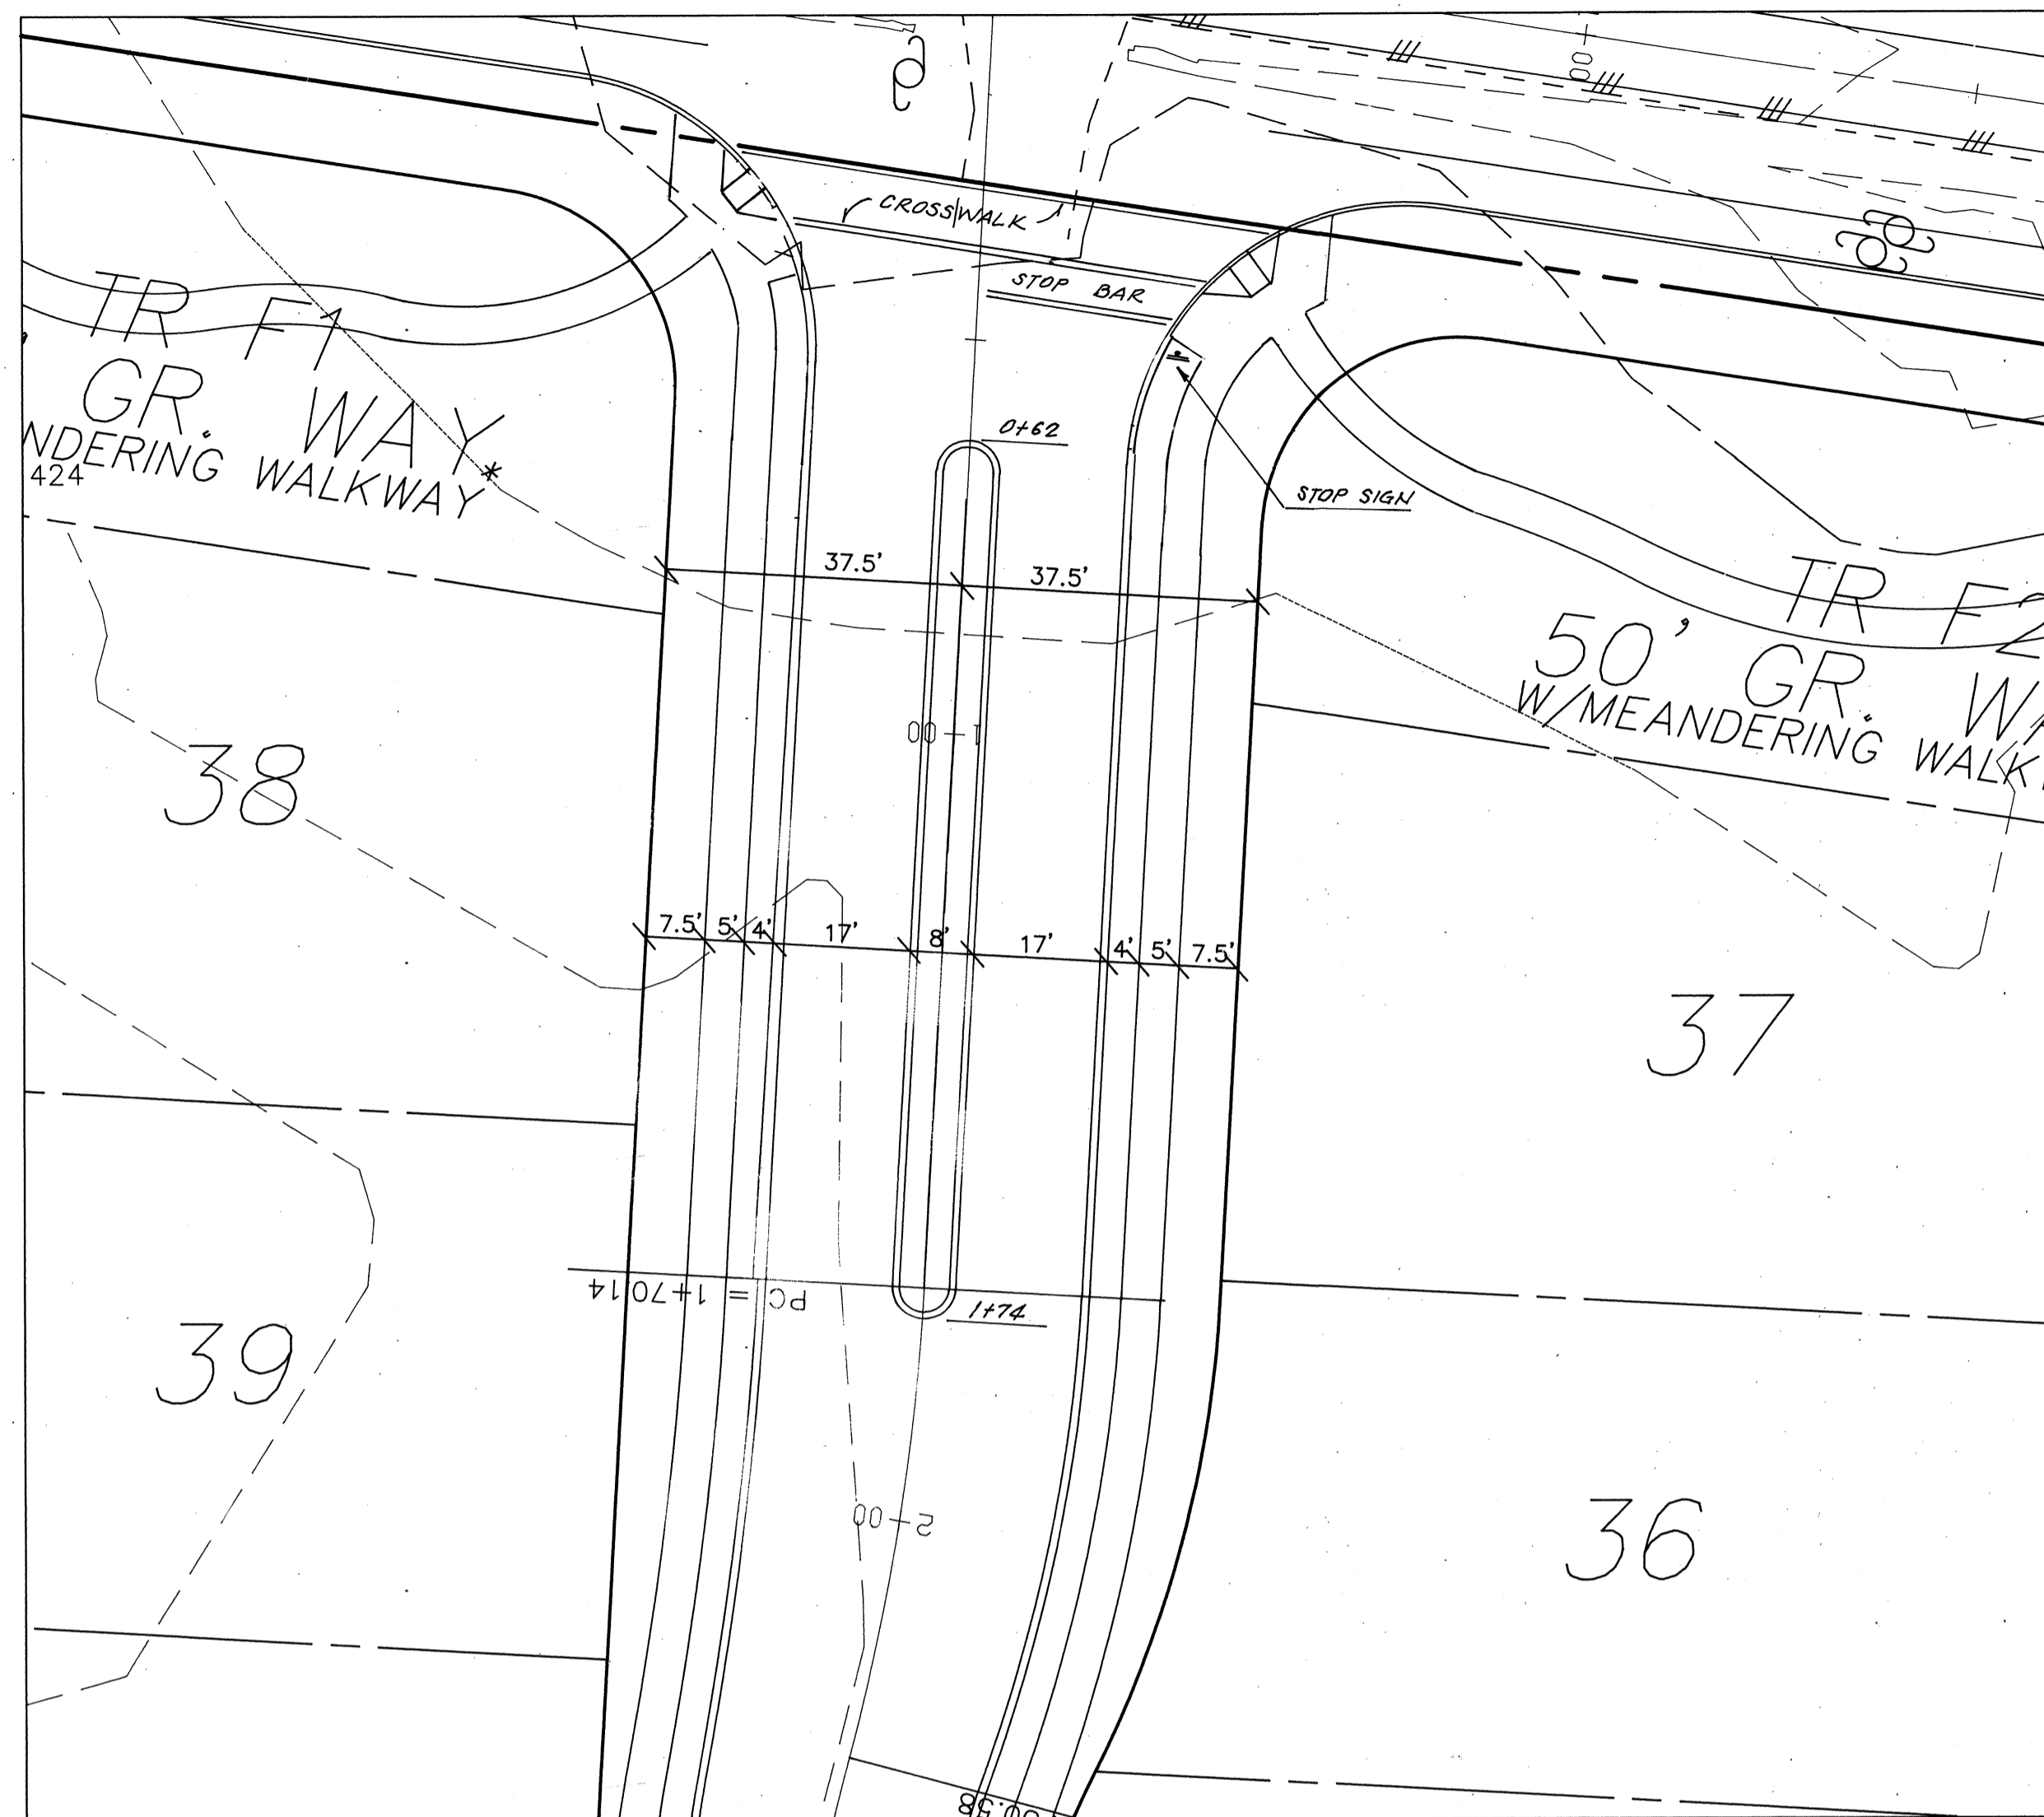 CROSSWALK
STOP BAR
TR F1
GR WAY
NDERING WALKWAY
424
0+62
STOP SIGN
37.5' 37.5'
TR F2
50' GR
W/MEANDERING
1+00
38
7.5' 5' 4' 17' 8' 17' 4' 5' 7.5'
37
PC = 1+70.14
1+74
39
2+00
36